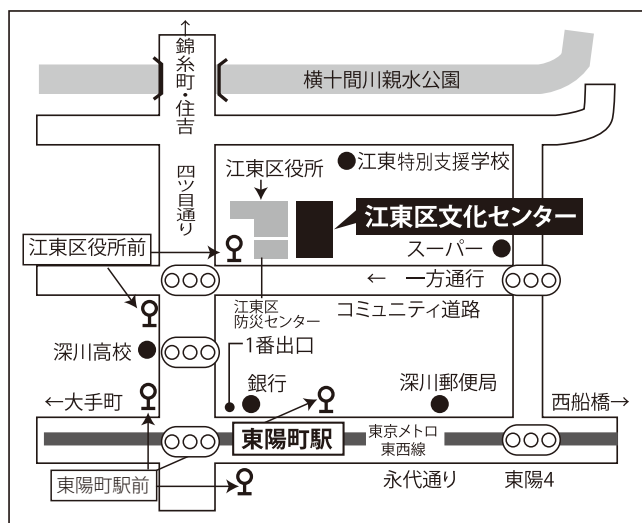 ↑錦糸町・住吉
横十間川親水公園
四ツ目通り
江東区役所
江東特別支援学校
江東区文化センター
スーパー
江東区役所前
← 一方通行
江東区
防災センター
コミュニティ道路
1番出口
深川高校
銀行
深川郵便局
←大手町
西船橋→
東陽町駅
東京メトロ
東西線
東陽町駅前
永代通り
東陽4